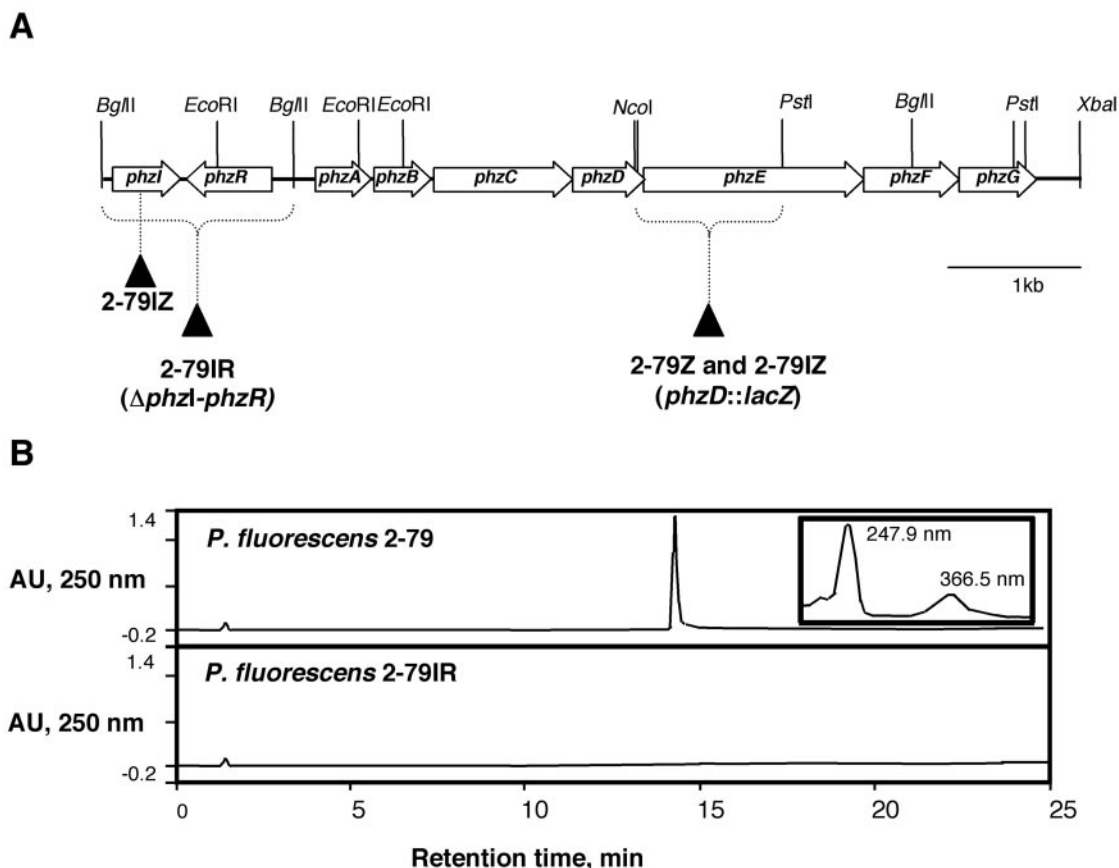 A
BglII EcoRI BglII EcoRI EcoRI NcoI PstI BglII PstI XbaI
phzI phzR phzA phzB phzC phzD phzE phzF phzG
1kb
2-79IZ
2-79IR
(ΔphzI-phzR)
2-79Z and 2-79IZ
(phzD::lacZ)
B
1.4
P. fluorescens 2-79
247.9 nm
366.5 nm
AU, 250 nm
-0.2
1.4
P. fluorescens 2-79IR
AU, 250 nm
-0.2
0 5 10 15 20 25
Retention time, min